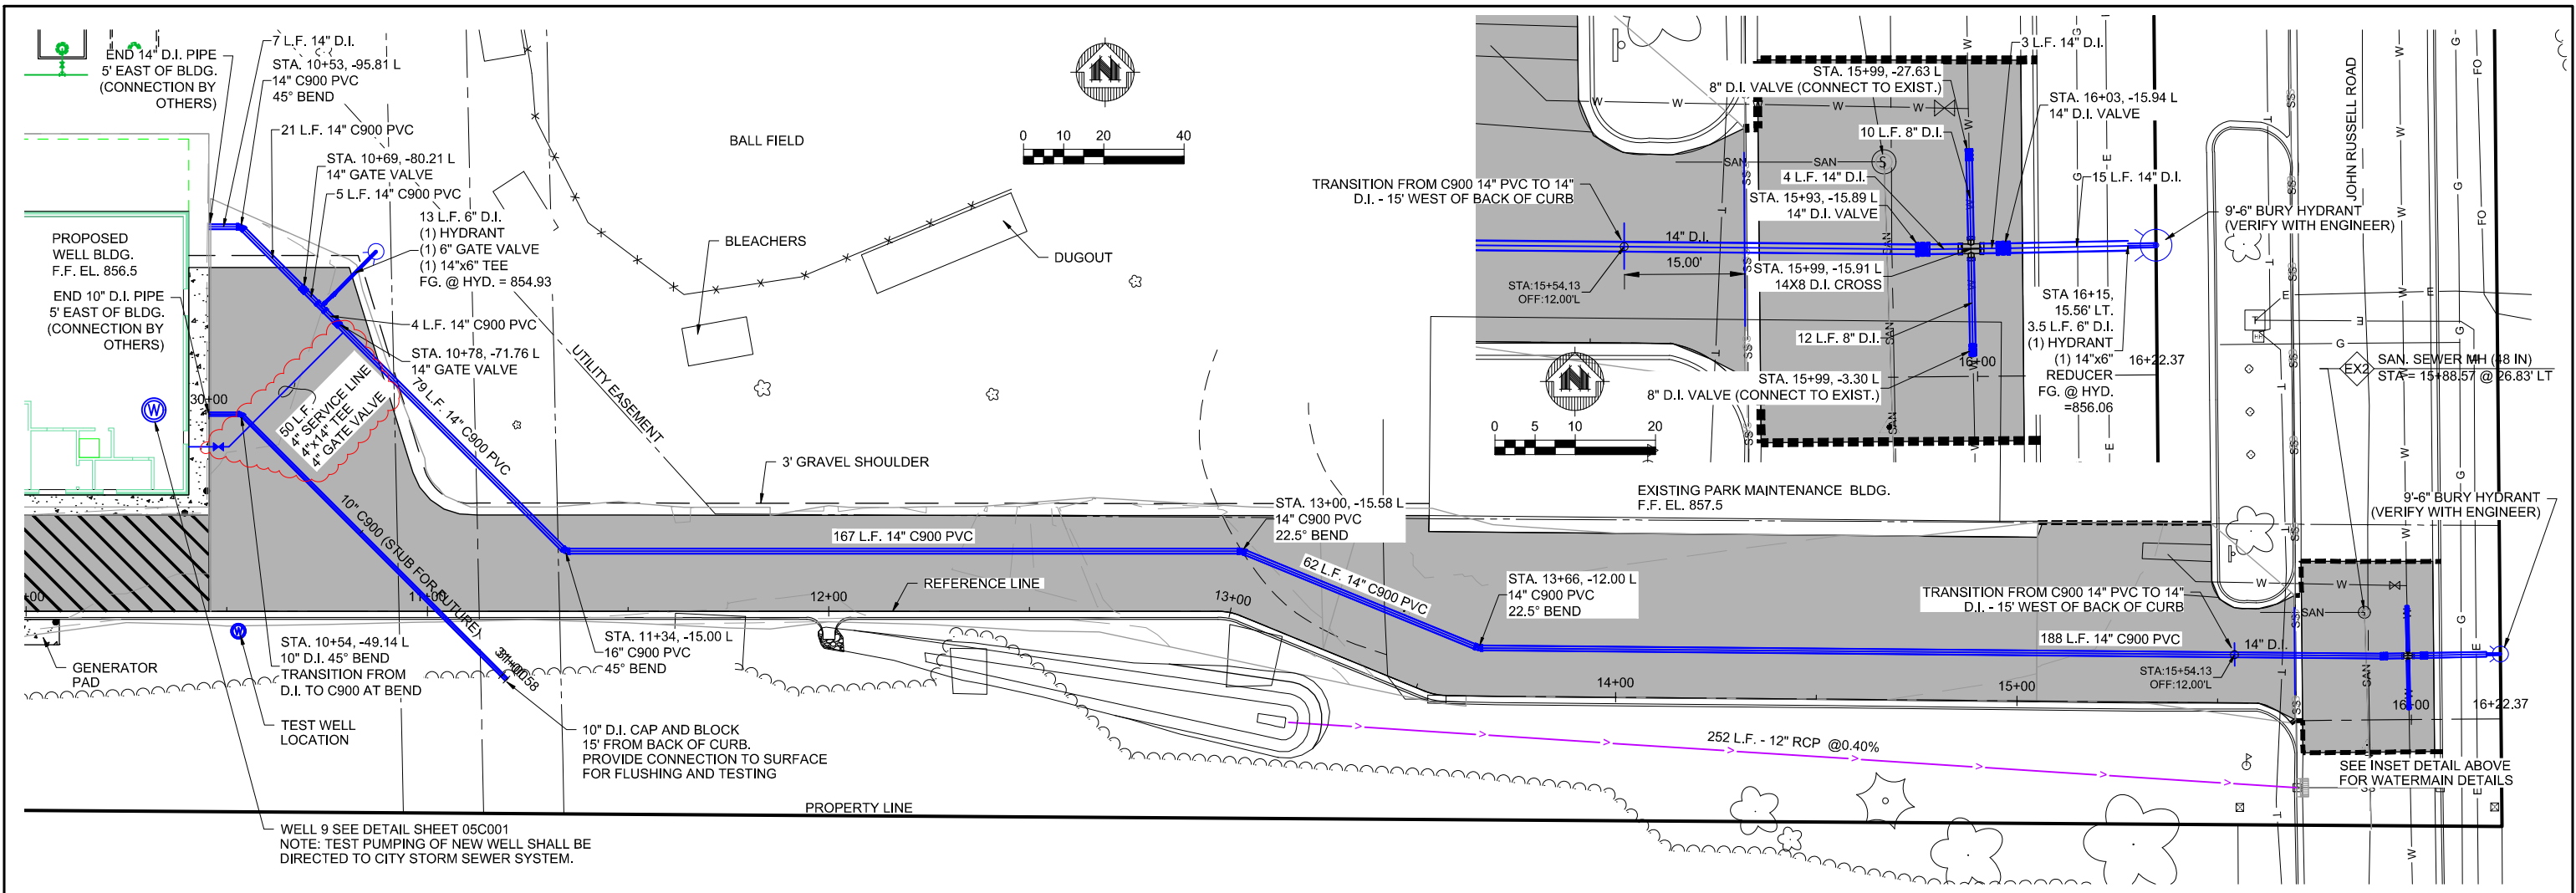 END 14" D.I. PIPE
5' EAST OF BLDG.
(CONNECTION BY
OTHERS)
7 L.F. 14" D.I.
STA. 10+53, -95.81 L
14" C900 PVC
45° BEND
21 L.F. 14" C900 PVC
STA. 10+69, -80.21 L
14" GATE VALVE
5 L.F. 14" C900 PVC
13 L.F. 6" D.I.
(1) HYDRANT
(1) 6" GATE VALVE
(1) 14"x6" TEE
FG. @ HYD. = 854.93
4 L.F. 14" C900 PVC
STA. 10+78, -71.76 L
14" GATE VALVE
PROPOSED
WELL BLDG.
F.F. EL. 856.5
END 10" D.I. PIPE
5' EAST OF BLDG.
(CONNECTION BY
OTHERS)
W
30+00
50 L.F.
4" SERVICE LINE
4"x14" TEE
4" GATE VALVE
79 L.F. 14" C900 PVC
10" C900 (STUB FOR FUTURE)
UTILITY EASEMENT
BALL FIELD
N
0 10 20 40
BLEACHERS
DUGOUT
3' GRAVEL SHOULDER
167 L.F. 14" C900 PVC
REFERENCE LINE
+00
11+00
12+00
13+00
14+00
15+00
16+00
16+22.37
STA. 13+00, -15.58 L
14" C900 PVC
22.5° BEND
62 L.F. 14" C900 PVC
STA. 13+66, -12.00 L
14" C900 PVC
22.5° BEND
TRANSITION FROM C900 14" PVC TO 14"
D.I. - 15' WEST OF BACK OF CURB
188 L.F. 14" C900 PVC
14" D.I.
STA:15+54.13
OFF:12.00'L
GENERATOR
PAD
W
TEST WELL
LOCATION
STA. 10+54, -49.14 L
10" D.I. 45° BEND
TRANSITION FROM
D.I. TO C900 AT BEND
STA. 11+34, -15.00 L
16" C900 PVC
45° BEND
10" D.I. CAP AND BLOCK
15' FROM BACK OF CURB.
PROVIDE CONNECTION TO SURFACE
FOR FLUSHING AND TESTING
WELL 9 SEE DETAIL SHEET 05C001
NOTE: TEST PUMPING OF NEW WELL SHALL BE
DIRECTED TO CITY STORM SEWER SYSTEM.
PROPERTY LINE
252 L.F. - 12" RCP @0.40%
SEE INSET DETAIL ABOVE
FOR WATERMAIN DETAILS
EXISTING PARK MAINTENANCE BLDG.
F.F. EL. 857.5
9'-6" BURY HYDRANT
(VERIFY WITH ENGINEER)
TRANSITION FROM C900 14" PVC TO 14"
D.I. - 15' WEST OF BACK OF CURB
14" D.I.
15.00'
STA:15+54.13
OFF:12.00'L
N
0 5 10 20
STA. 15+99, -27.63 L
8" D.I. VALVE (CONNECT TO EXIST.)
10 L.F. 8" D.I.
4 L.F. 14" D.I.
STA. 15+93, -15.89 L
14" D.I. VALVE
STA. 15+99, -15.91 L
14X8 D.I. CROSS
12 L.F. 8" D.I.
STA. 15+99, -3.30 L
8" D.I. VALVE (CONNECT TO EXIST.)
3 L.F. 14" D.I.
STA. 16+03, -15.94 L
14" D.I. VALVE
15 L.F. 14" D.I.
9'-6" BURY HYDRANT
(VERIFY WITH ENGINEER)
STA 16+15,
15.56' LT.
3.5 L.F. 6" D.I.
(1) HYDRANT
(1) 14"x6"
REDUCER
FG. @ HYD.
=856.06
16+00
16+22.37
JOHN RUSSELL ROAD
EX2
SAN. SEWER MH (48 IN)
STA = 15+88.57 @ 26.83' LT
SAN
SAN
SAN
SAN
S
SS
SS
W
W
G
E
T
FO
FO